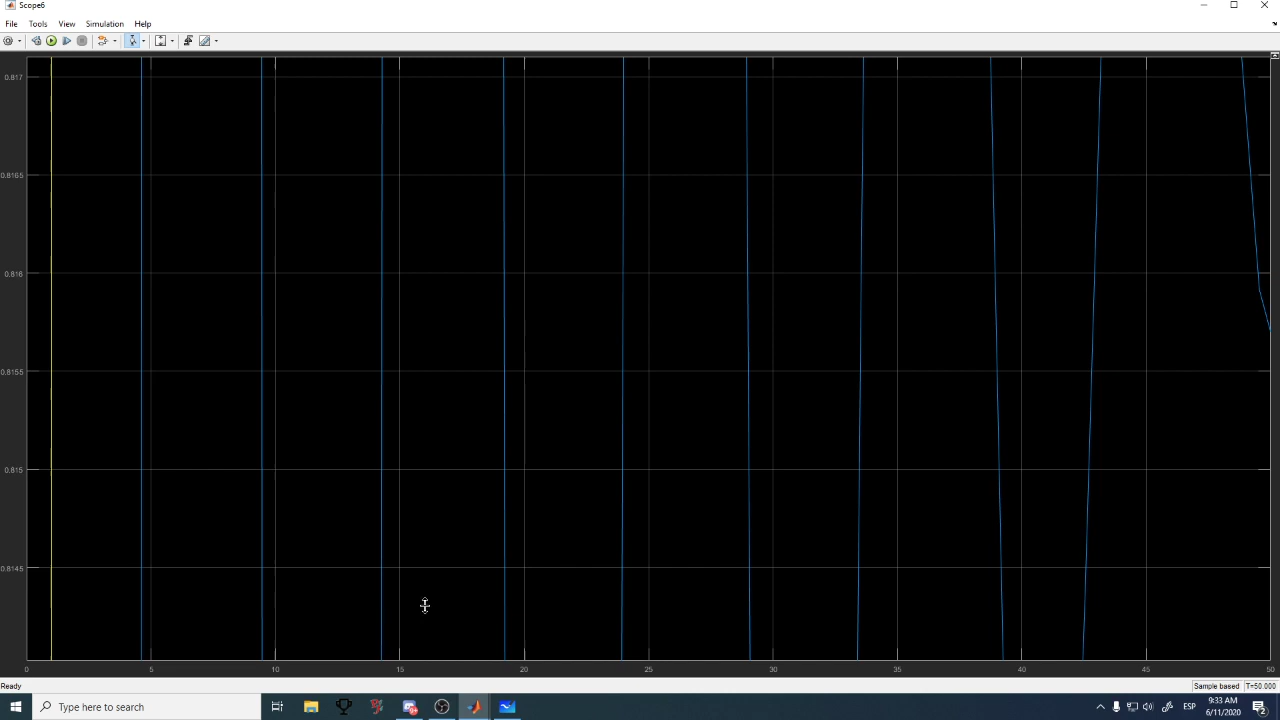 Scope6
File Tools View Simulation Help
0.817
0.8165
0.816
0.8155
0.815
0.8145
0 5 10 15 20 25 30 35 40 45 50
Ready
Sample based T=50.000
Type here to search
ESP
9:33 AM
6/11/2020
2